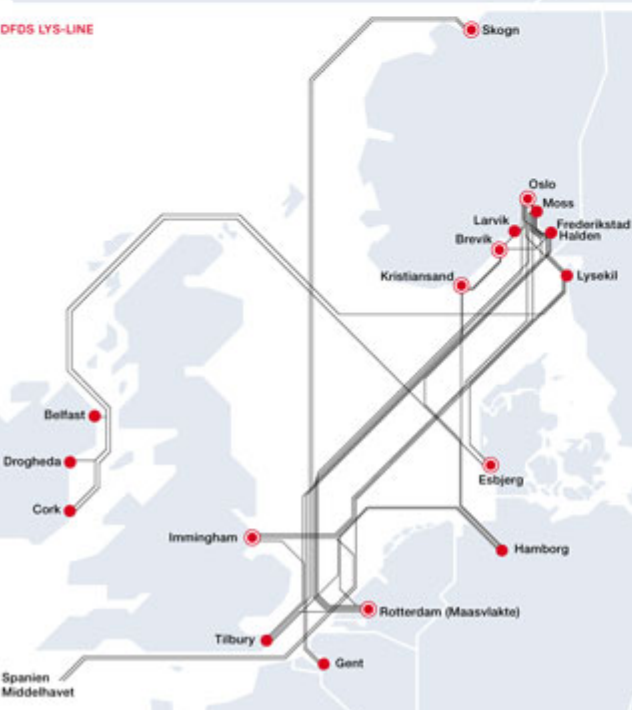 DFDS LYS-LINE
Skogn
Oslo
Moss
Larvik
Frederikstad
Brevik
Halden
Kristiansand
Lysekil
Belfast
Drogheda
Esbjerg
Cork
Immingham
Hamborg
Rotterdam (Maasvlakte)
Tilbury
Gent
Spanien
Middelhavet